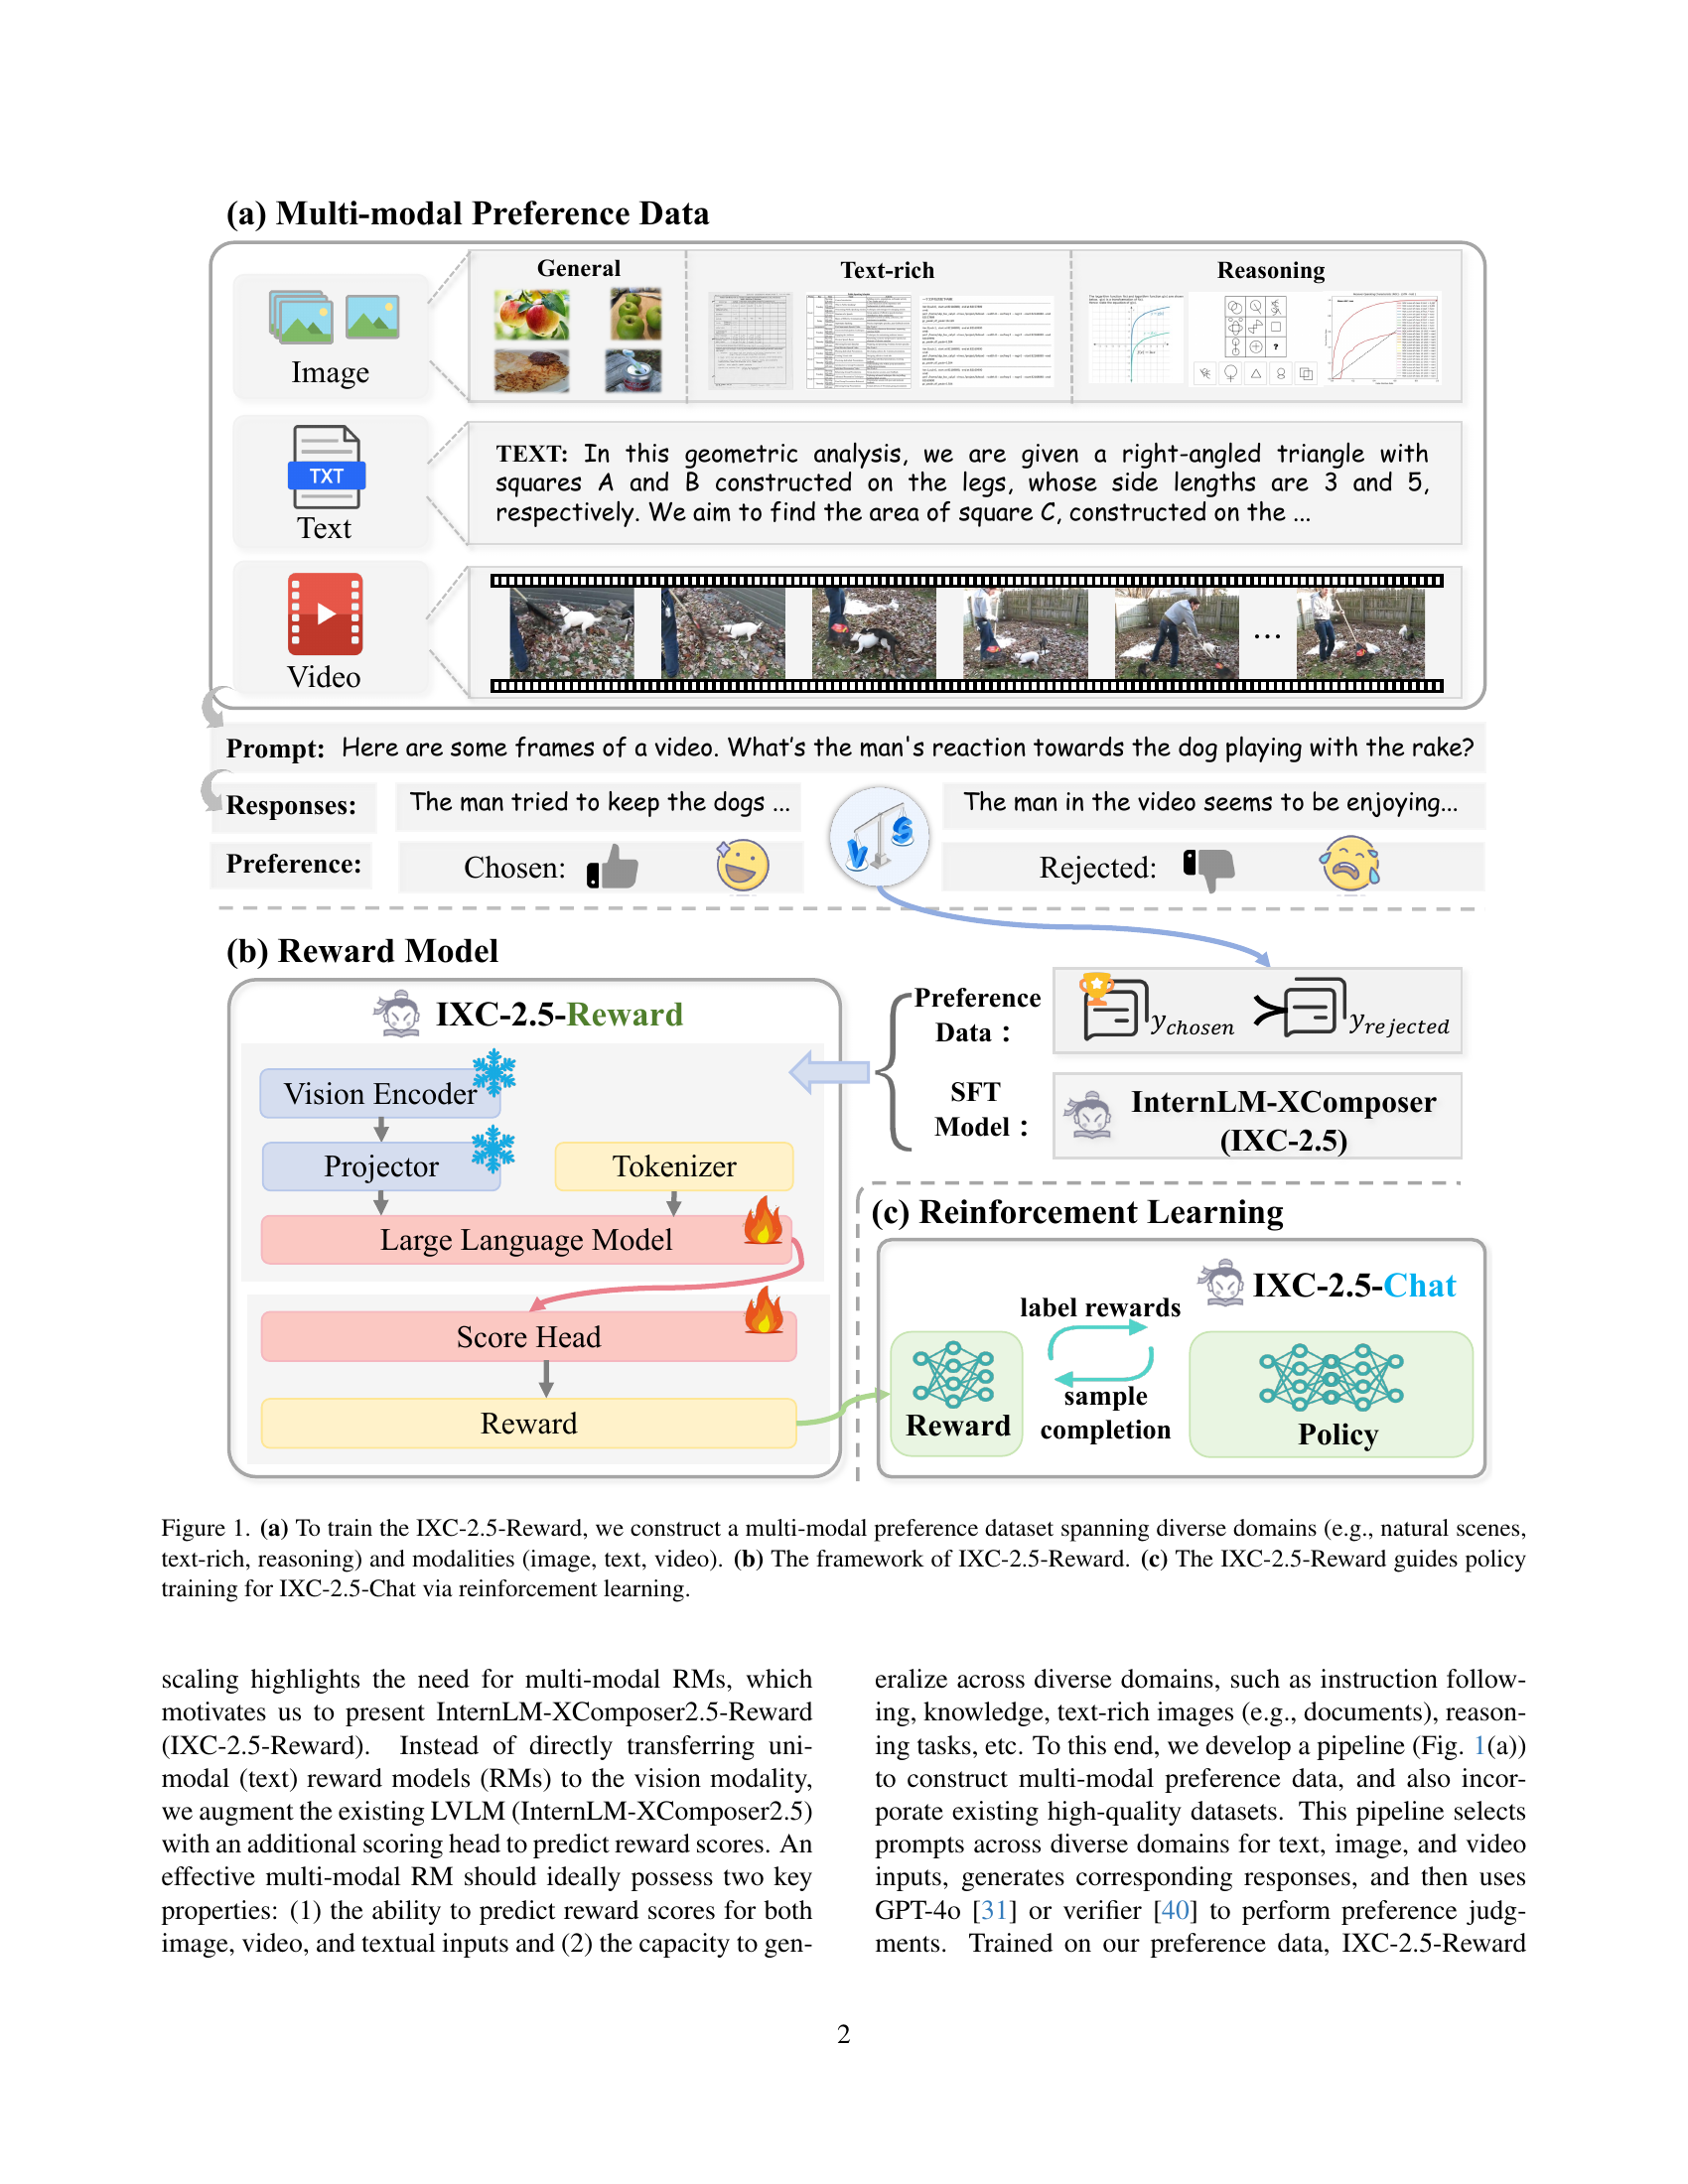 (a) Multi-modal Preference Data
General
Text-rich
Reasoning
Image
TXT
Text
TEXT: In this geometric analysis, we are given a right-angled triangle with
squares A and B constructed on the legs, whose side lengths are 3 and 5,
respectively. We aim to find the area of square C, constructed on the ...
Video
...
Prompt: Here are some frames of a video. What's the man's reaction towards the dog playing with the rake?
Responses: The man tried to keep the dogs ...
V S
The man in the video seems to be enjoying...
Preference: Chosen:
Rejected:
(b) Reward Model
IXC-2.5-Reward
Vision Encoder
Projector
Tokenizer
Large Language Model
Score Head
Reward
Preference
Data:
y chosen ≻ y rejected
SFT
Model:
InternLM-XComposer
(IXC-2.5)
(c) Reinforcement Learning
IXC-2.5-Chat
label rewards
sample
completion
Reward
Policy
Figure 1. (a) To train the IXC-2.5-Reward, we construct a multi-modal preference dataset spanning diverse domains (e.g., natural scenes,
text-rich, reasoning) and modalities (image, text, video). (b) The framework of IXC-2.5-Reward. (c) The IXC-2.5-Reward guides policy
training for IXC-2.5-Chat via reinforcement learning.
scaling highlights the need for multi-modal RMs, which
motivates us to present InternLM-XComposer2.5-Reward
(IXC-2.5-Reward). Instead of directly transferring uni-
modal (text) reward models (RMs) to the vision modality,
we augment the existing LVLM (InternLM-XComposer2.5)
with an additional scoring head to predict reward scores. An
effective multi-modal RM should ideally possess two key
properties: (1) the ability to predict reward scores for both
image, video, and textual inputs and (2) the capacity to gen-
eralize across diverse domains, such as instruction follow-
ing, knowledge, text-rich images (e.g., documents), reason-
ing tasks, etc. To this end, we develop a pipeline (Fig. 1(a))
to construct multi-modal preference data, and also incor-
porate existing high-quality datasets. This pipeline selects
prompts across diverse domains for text, image, and video
inputs, generates corresponding responses, and then uses
GPT-4o [31] or verifier [40] to perform preference judg-
ments. Trained on our preference data, IXC-2.5-Reward
2